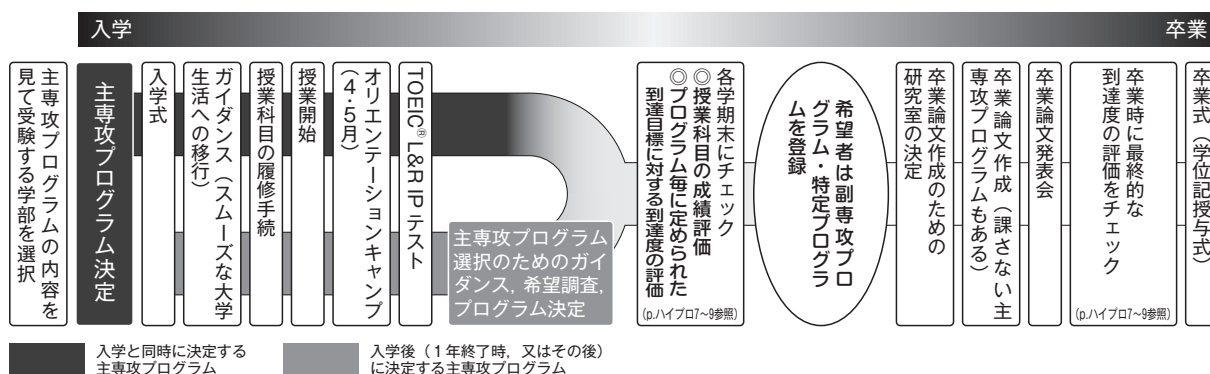 入学
卒業
主専攻プログラムの内容を
見て受験する学部を選択
主専攻プログラム決定
入学式
ガイダンス（スムーズな大学
生活への移行）
授業科目の履修手続
授業開始
オリエンテーションキャンプ
（4・5月）
TOEIC® L&R IP テスト
主専攻プログラム
選択のためのガイ
ダンス，希望調査，
プログラム決定
各学期末にチェック
◎授業科目の成績評価
◎プログラム毎に定められた
到達目標に対する到達度の評価
(p.ハイプロ7～9参照)
希望者は副専攻プロ
グラム・特定プログラ
ムを登録
卒業論文作成のための
研究室の決定
卒業論文作成（課さない主
専攻プログラムもある）
卒業論文発表会
卒業時に最終的な
到達度の評価をチェック
(p.ハイプロ7～9参照)
卒業式（学位記授与式）
入学と同時に決定する
主専攻プログラム
入学後（1年終了時，又はその後）
に決定する主専攻プログラム